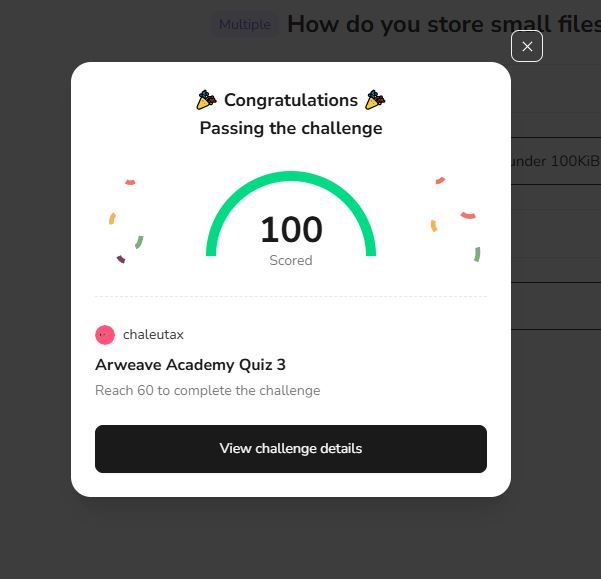 Multiple How do you store small files
Congratulations
Passing the challenge
under 100KiB
100
Scored
chaleutax
Arweave Academy Quiz 3
Reach 60 to complete the challenge
View challenge details